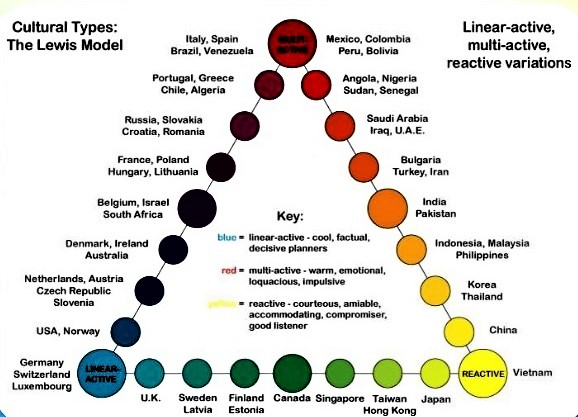 Cultural Types:
The Lewis Model
Linear-active,
multi-active,
reactive variations
MULTI-
ACTIVE
Italy, Spain
Brazil, Venezuela
Mexico, Colombia
Peru, Bolivia
Portugal, Greece
Chile, Algeria
Angola, Nigeria
Sudan, Senegal
Russia, Slovakia
Croatia, Romania
Saudi Arabia
Iraq, U.A.E.
France, Poland
Hungary, Lithuania
Bulgaria
Turkey, Iran
Belgium, Israel
South Africa
India
Pakistan
Denmark, Ireland
Australia
Indonesia, Malaysia
Philippines
Netherlands, Austria
Czech Republic
Slovenia
Korea
Thailand
USA, Norway
China
Key:
blue = linear-active - cool, factual,
decisive planners
red = multi-active - warm, emotional,
loquacious, impulsive
yellow = reactive - courteous, amiable,
accommodating, compromiser,
good listener
Germany
Switzerland
Luxembourg
LINEAR-
ACTIVE
REACTIVE
Vietnam
U.K.
Sweden
Latvia
Finland
Estonia
Canada
Singapore
Taiwan
Hong Kong
Japan